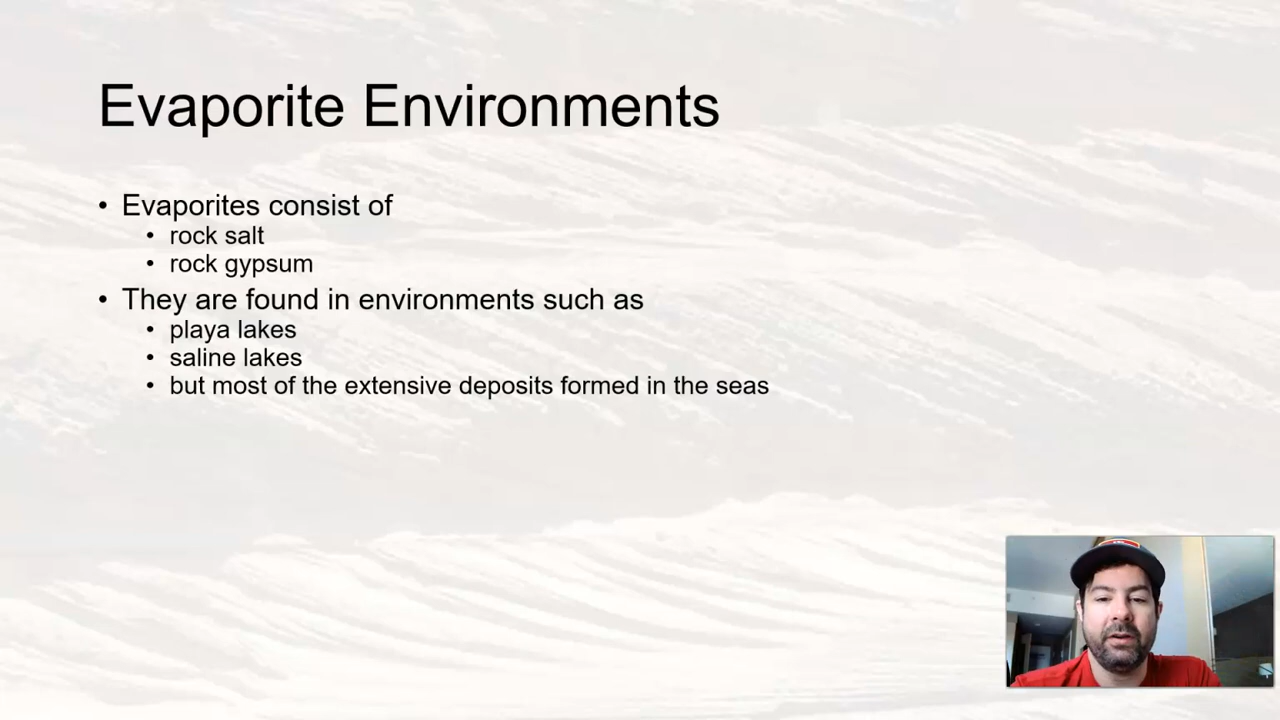 Evaporite Environments
• Evaporites consist of
• rock salt
• rock gypsum
• They are found in environments such as
• playa lakes
• saline lakes
• but most of the extensive deposits formed in the seas